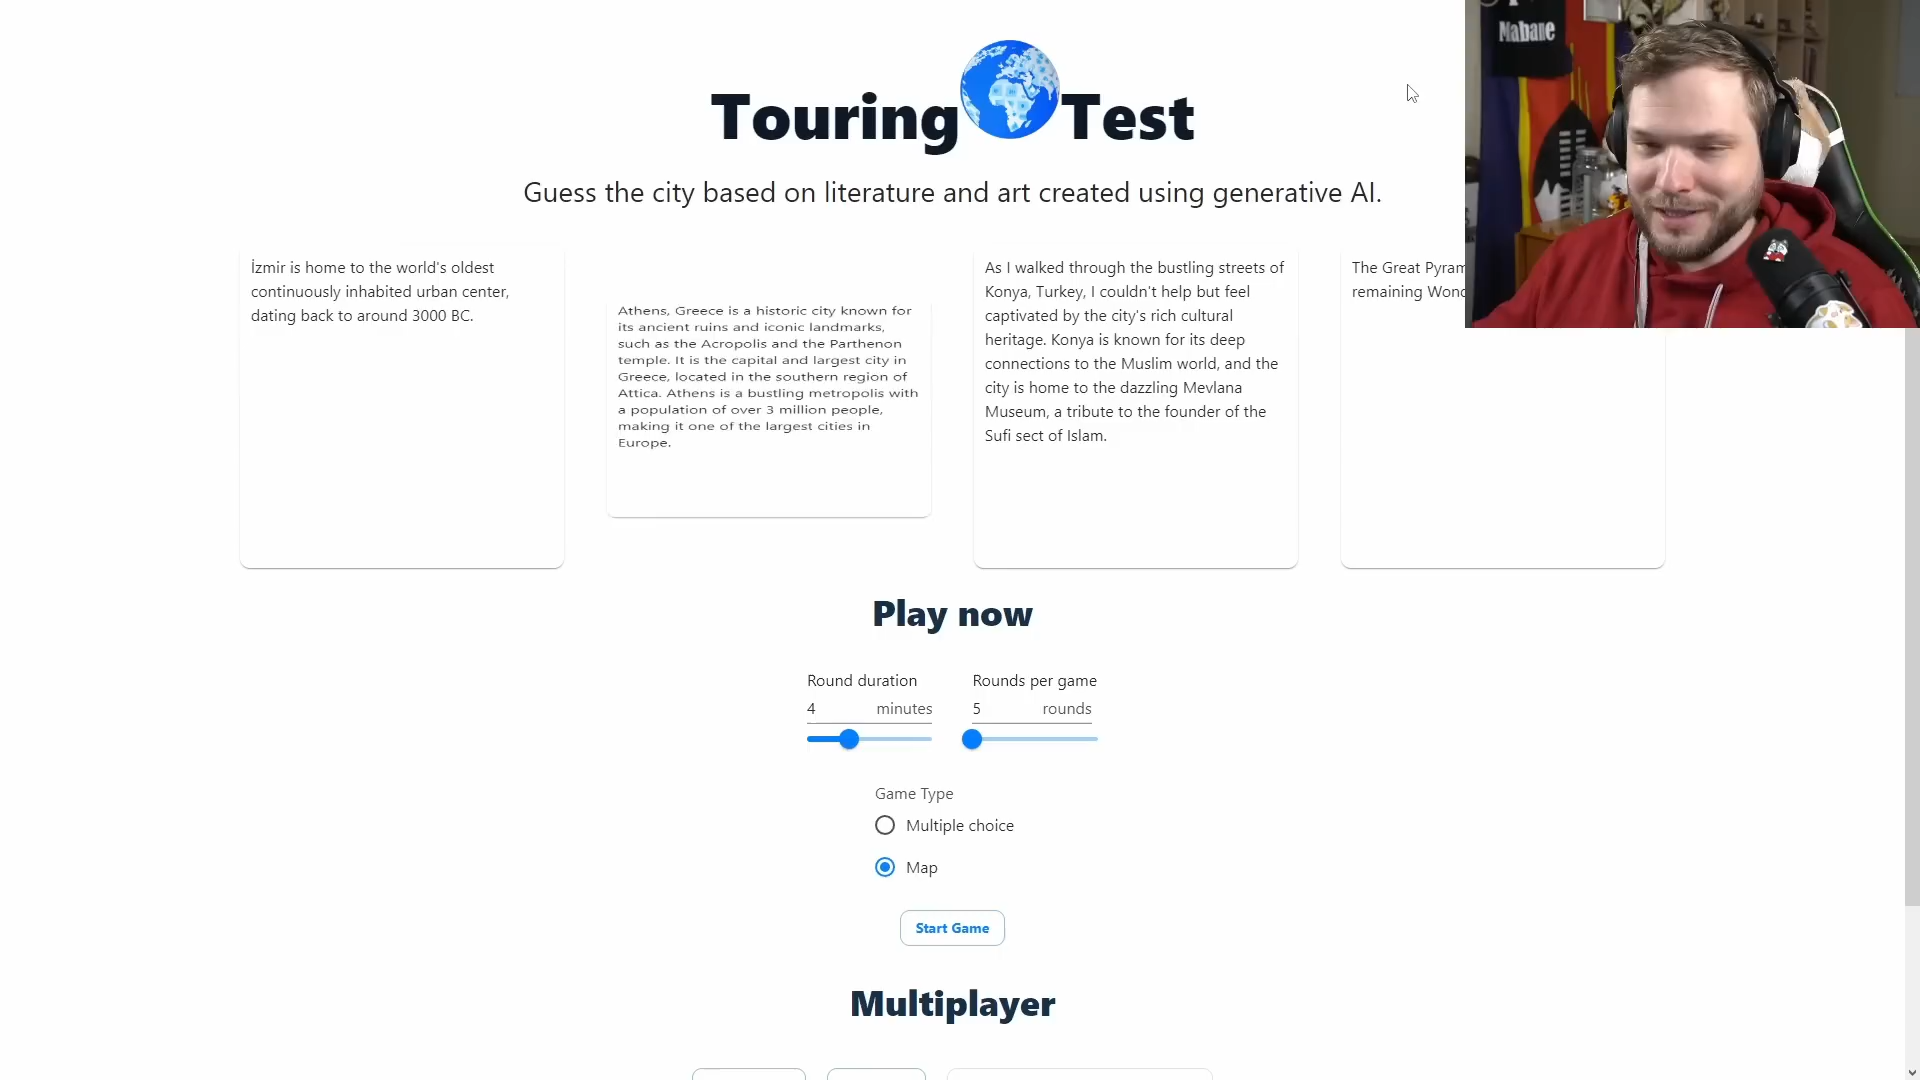 Mabane
Touring Test
Guess the city based on literature and art created using generative AI.
İzmir is home to the world's oldest
continuously inhabited urban center,
dating back to around 3000 BC.
Athens, Greece is a historic city known for
its ancient ruins and iconic landmarks,
such as the Acropolis and the Parthenon
temple. It is the capital and largest city in
Greece, located in the southern region of
Attica. Athens is a bustling metropolis with
a population of over 3 million people,
making it one of the largest cities in
Europe.
As I walked through the bustling streets of
Konya, Turkey, I couldn't help but feel
captivated by the city's rich cultural
heritage. Konya is known for its deep
connections to the Muslim world, and the
city is home to the dazzling Mevlana
Museum, a tribute to the founder of the
Sufi sect of Islam.
The Great Pyram
remaining Wond
Play now
Round duration
4 minutes
Rounds per game
5 rounds
Game Type
Multiple choice
Map
Start Game
Multiplayer